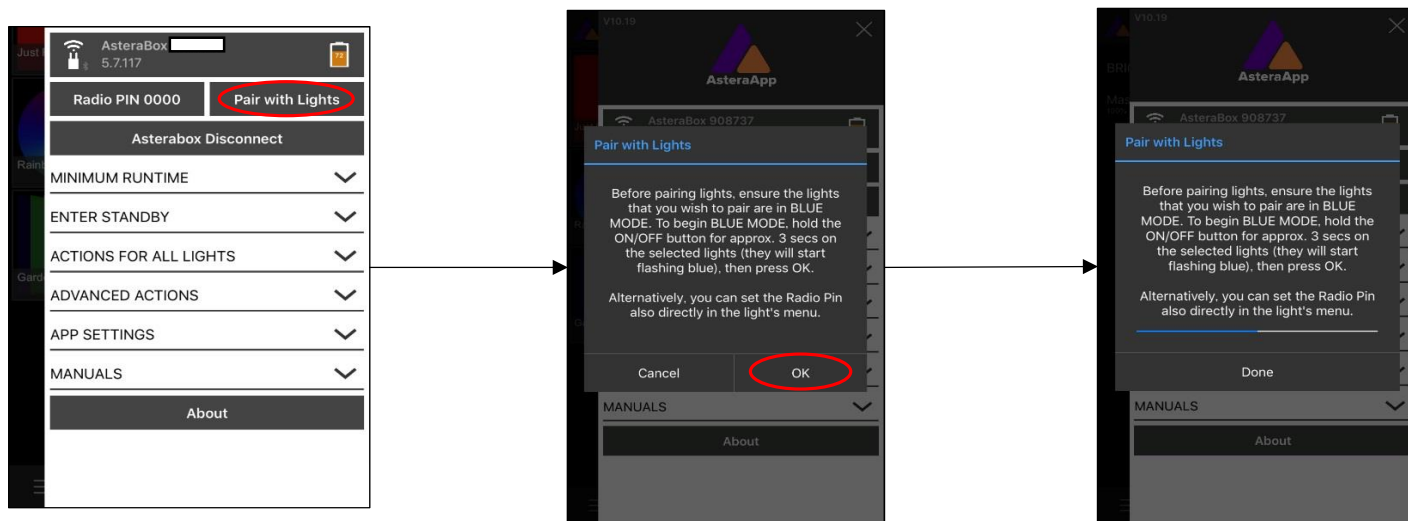 Just
Rainb
Gard
AsteraBox
5.7.117
73
Radio PIN 0000
Pair with Lights
Asterabox Disconnect
MINIMUM RUNTIME
ENTER STANDBY
ACTIONS FOR ALL LIGHTS
ADVANCED ACTIONS
APP SETTINGS
MANUALS
About
V10.19
AsteraApp
AsteraBox 908737
Pair with Lights
Before pairing lights, ensure the lights
that you wish to pair are in BLUE
MODE. To begin BLUE MODE, hold the
ON/OFF button for approx. 3 secs on
the selected lights (they will start
flashing blue), then press OK.
Alternatively, you can set the Radio Pin
also directly in the light's menu.
Cancel
OK
MANUALS
About
V10.19
AsteraApp
BRI
Mas
AsteraBox 908737
Pair with Lights
Before pairing lights, ensure the lights
that you wish to pair are in BLUE
MODE. To begin BLUE MODE, hold the
ON/OFF button for approx. 3 secs on
the selected lights (they will start
flashing blue), then press OK.
Alternatively, you can set the Radio Pin
also directly in the light's menu.
Done
MANUALS
About